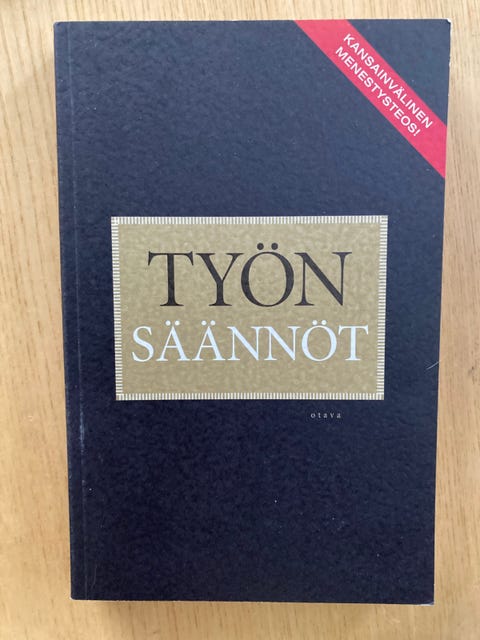 KANSAINVÄLINEN
MENESTYSTEOS!
TYÖN
SÄÄNNÖT
otava